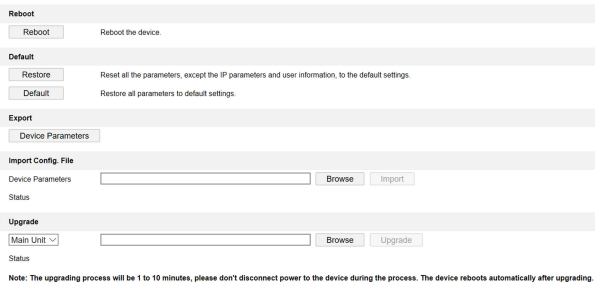 Reboot
Reboot Reboot the device.
Default
Restore Reset all the parameters, except the IP parameters and user information, to the default settings.
Default Restore all parameters to default settings.
Export
Device Parameters
Import Config. File
Device Parameters Browse Import
Status
Upgrade
Main Unit Browse Upgrade
Status
Note: The upgrading process will be 1 to 10 minutes, please don't disconnect power to the device during the process. The device reboots automatically after upgrading.